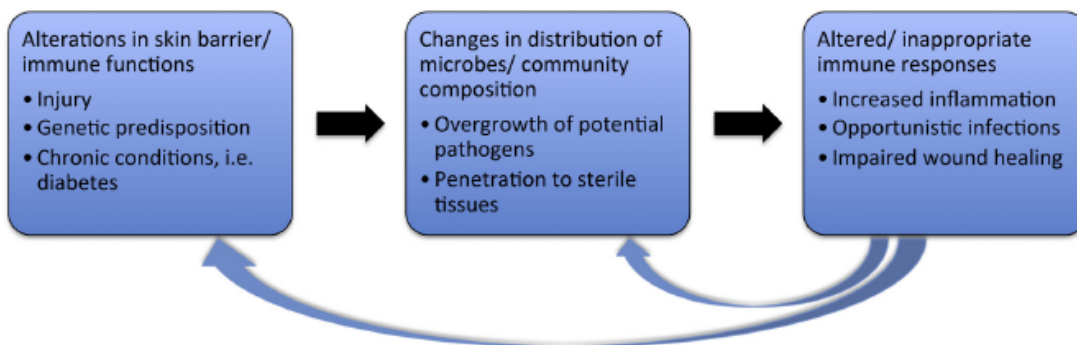 Alterations in skin barrier/
immune functions
• Injury
• Genetic predisposition
• Chronic conditions, i.e.
diabetes
Changes in distribution of
microbes/ community
composition
• Overgrowth of potential
pathogens
• Penetration to sterile
tissues
Altered/ inappropriate
immune responses
• Increased inflammation
• Opportunistic infections
• Impaired wound healing